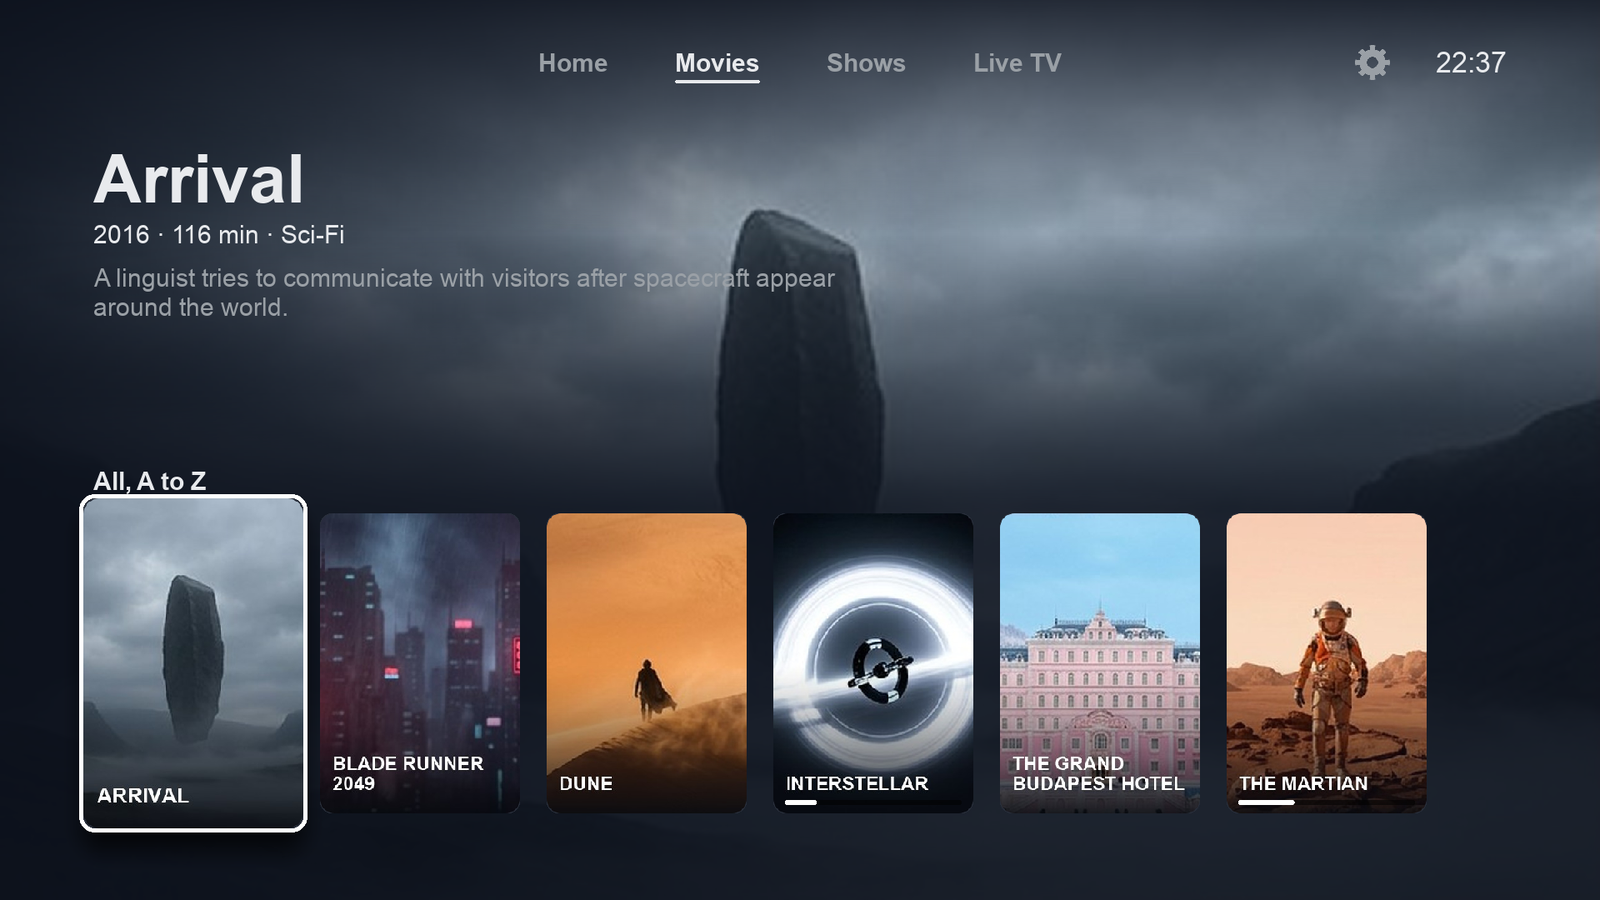 Home Movies Shows Live TV 22:37
Arrival
2016 · 116 min · Sci-Fi
A linguist tries to communicate with visitors after spacecraft appear
around the world.
All, A to Z
ARRIVAL
BLADE RUNNER
2049
DUNE
INTERSTELLAR
THE GRAND
BUDAPEST HOTEL
THE MARTIAN